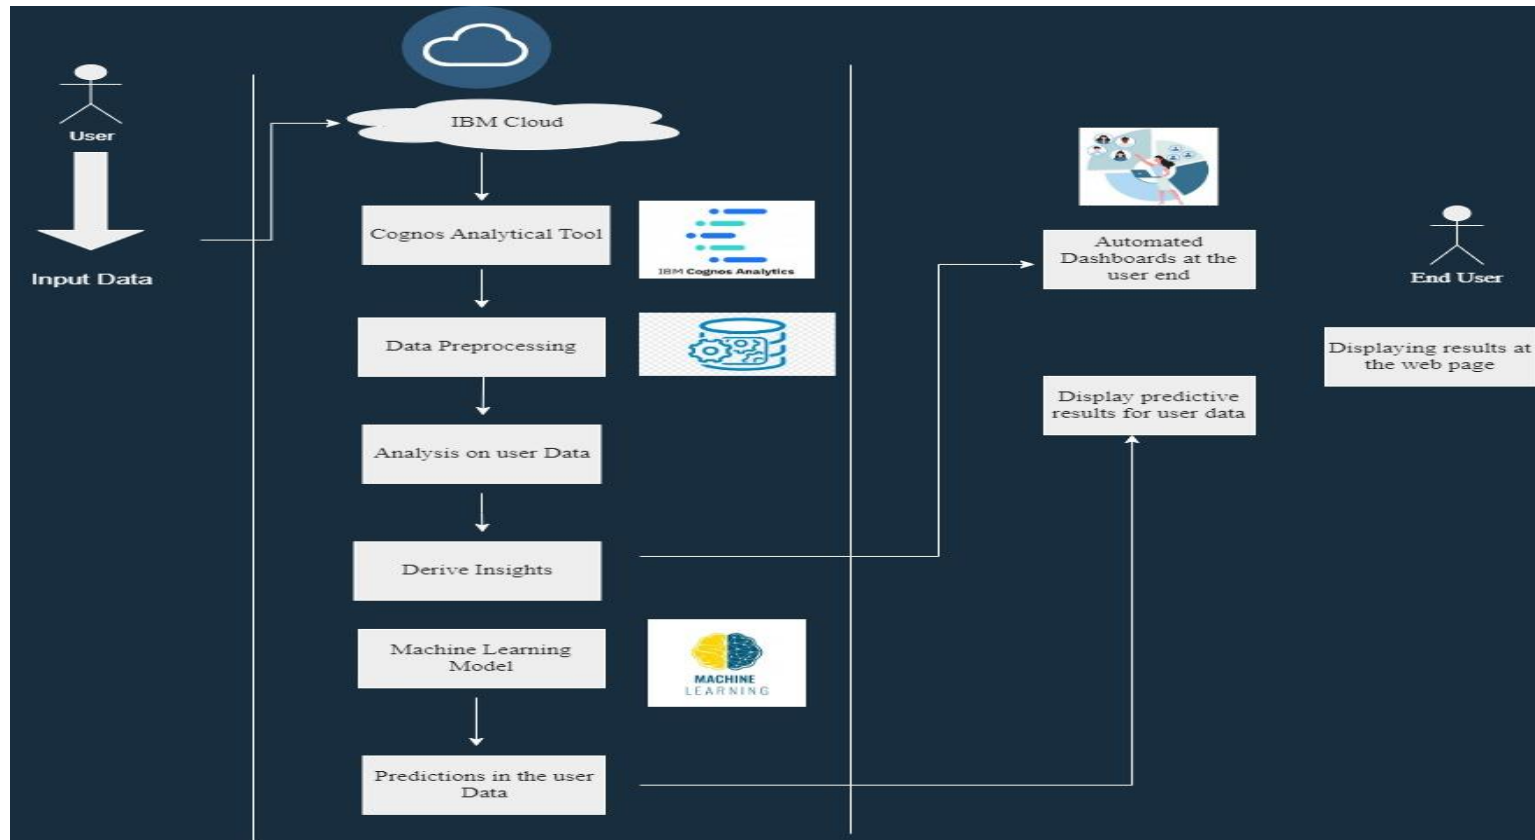 User
Input Data
IBM Cloud
Cognos Analytical Tool
IBM Cognos Analytics
Data Preprocessing
Analysis on user Data
Derive Insights
Machine Learning
Model
MACHINE
LEARNING
Predictions in the user
Data
Automated
Dashboards at the
user end
Display predictive
results for user data
End User
Displaying results at
the web page